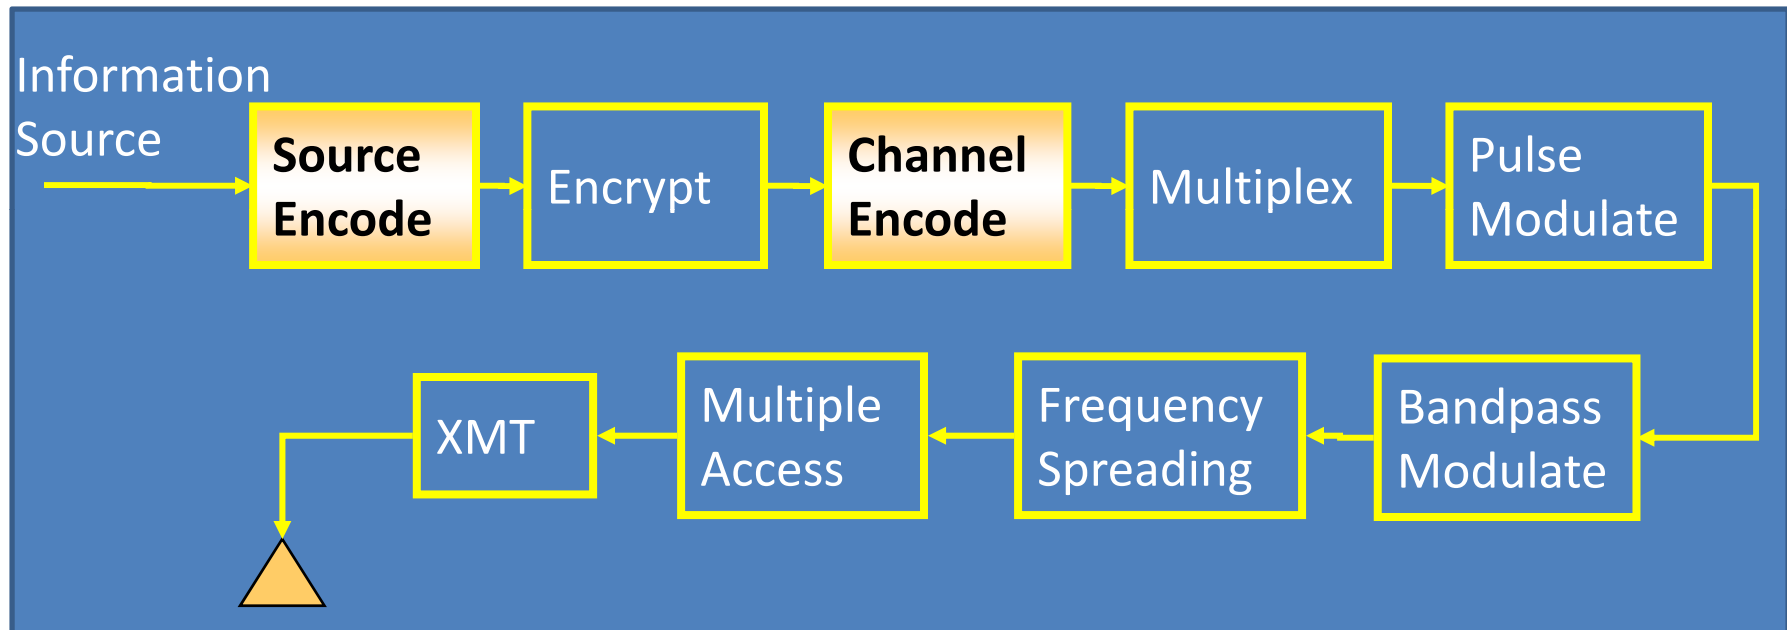 Information
Source
Source
Encode
Encrypt
Channel
Encode
Multiplex
Pulse
Modulate
Bandpass
Modulate
Frequency
Spreading
Multiple
Access
XMT